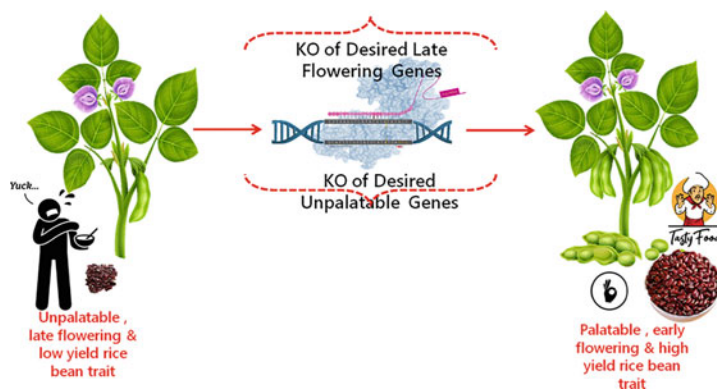 KO of Desired Late
Flowering Genes
KO of Desired
Unpalatable Genes
Yuck...
Tasty Food
Unpalatable ,
late flowering &
low yield rice
bean trait
Palatable , early
flowering & high
yield rice bean
trait